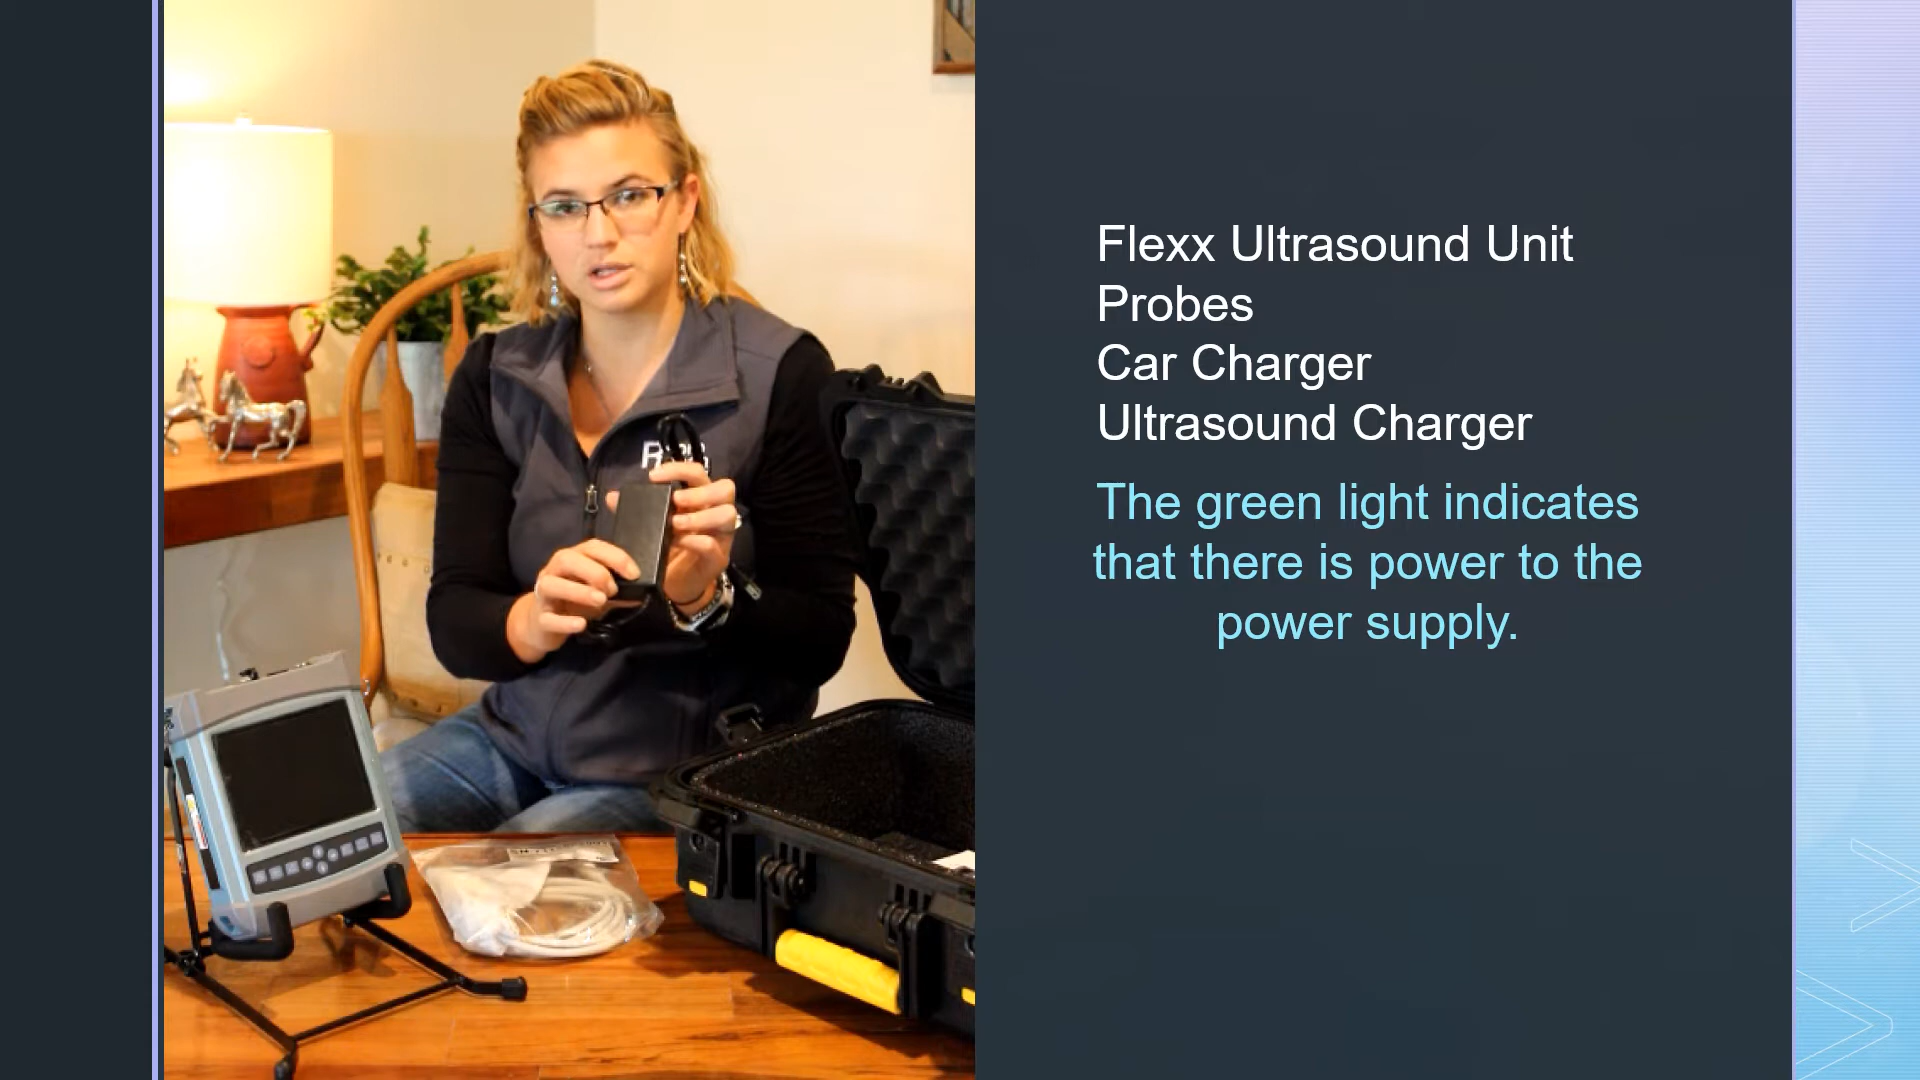 Flexx Ultrasound Unit
Probes
Car Charger
Ultrasound Charger
The green light indicates
that there is power to the
power supply.